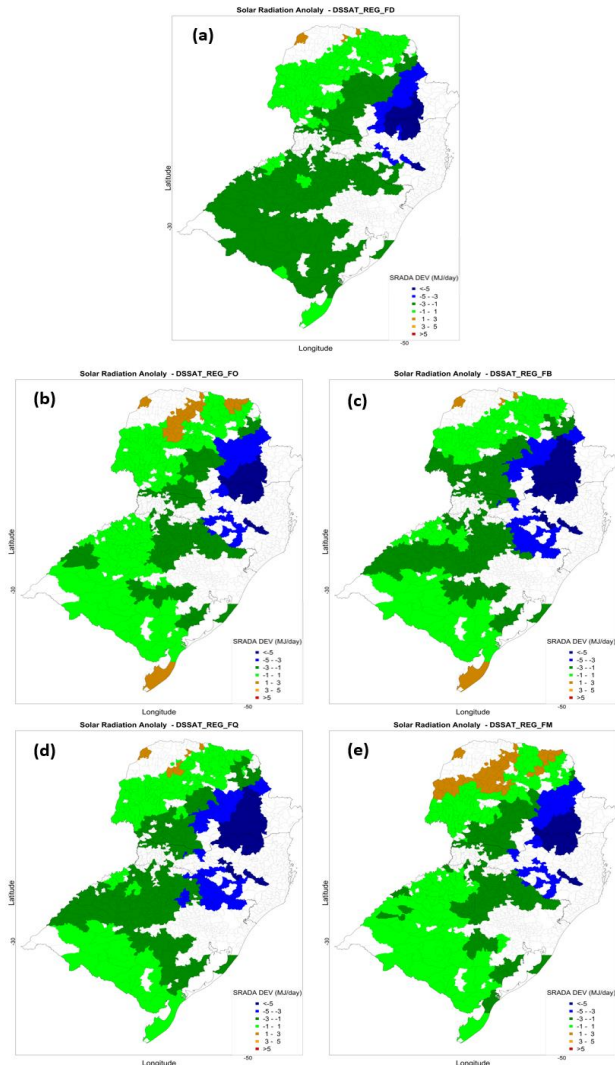 Solar Radiation Anolaly - DSSAT_REG_FD
(a)
Latitude
-30
SRADA DEV (MJ/day)
<-5
-5 - -3
-3 - -1
-1 - 1
1 - 3
3 - 5
>5
Longitude
-50
Solar Radiation Anolaly - DSSAT_REG_FO
(b)
Latitude
-30
SRADA DEV (MJ/day)
<-5
-5 - -3
-3 - -1
-1 - 1
1 - 3
3 - 5
>5
Longitude
-50
Solar Radiation Anolaly - DSSAT_REG_FB
(c)
Latitude
-30
SRADA DEV (MJ/day)
<-5
-5 - -3
-3 - -1
-1 - 1
1 - 3
3 - 5
>5
Longitude
-50
Solar Radiation Anolaly - DSSAT_REG_FQ
(d)
Latitude
-30
SRADA DEV (MJ/day)
<-5
-5 - -3
-3 - -1
-1 - 1
1 - 3
3 - 5
>5
Longitude
-50
Solar Radiation Anolaly - DSSAT_REG_FM
(e)
Latitude
-30
SRADA DEV (MJ/day)
<-5
-5 - -3
-3 - -1
-1 - 1
1 - 3
3 - 5
>5
Longitude
-50